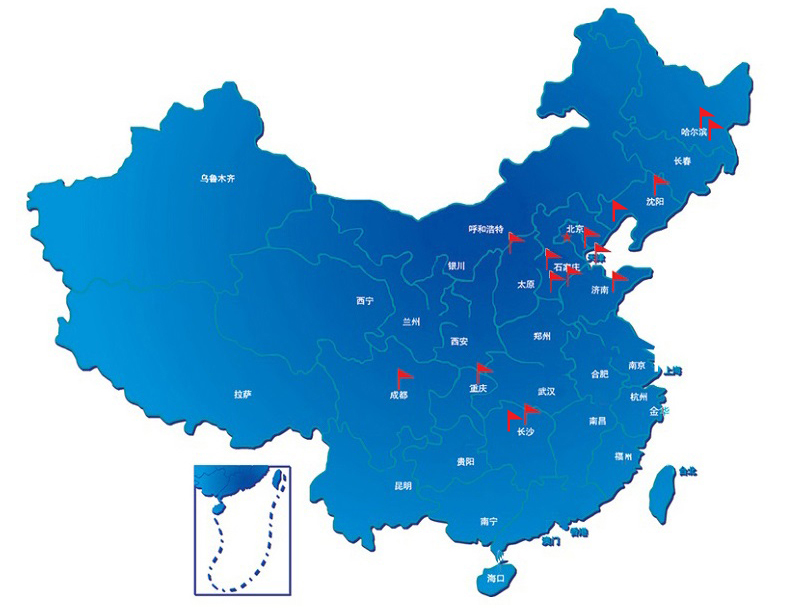 哈尔滨
长春
乌鲁木齐
沈阳
呼和浩特
北京
天津
银川
石家庄
太原
济南
西宁
兰州
郑州
西安
南京
上海
合肥
重庆
武汉
成都
拉萨
杭州
金华
南昌
长沙
福州
贵阳
台北
昆明
南宁
香港
澳门
海口